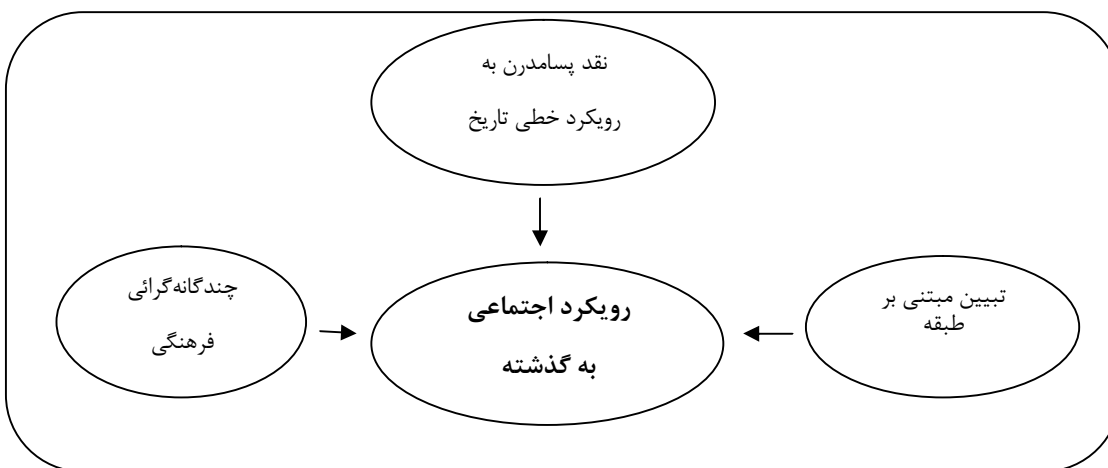 نقد پسامدرن به
رویکرد خطی تاریخ
تبیین مبتنی بر
طبقه
رویکرد اجتماعی
به گذشته
چندگانه‌گرائی
فرهنگی